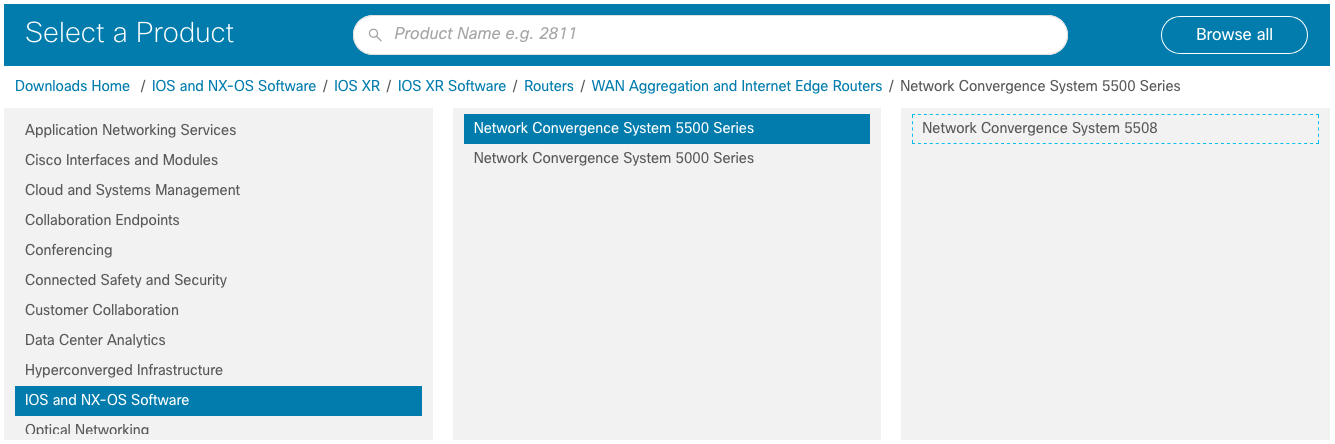 Select a Product
Product Name e.g. 2811
Browse all
Downloads Home / IOS and NX-OS Software / IOS XR / IOS XR Software / Routers / WAN Aggregation and Internet Edge Routers / Network Convergence System 5500 Series
Application Networking Services
Cisco Interfaces and Modules
Cloud and Systems Management
Collaboration Endpoints
Conferencing
Connected Safety and Security
Customer Collaboration
Data Center Analytics
Hyperconverged Infrastructure
IOS and NX-OS Software
Optical Networking
Network Convergence System 5500 Series
Network Convergence System 5000 Series
Network Convergence System 5508